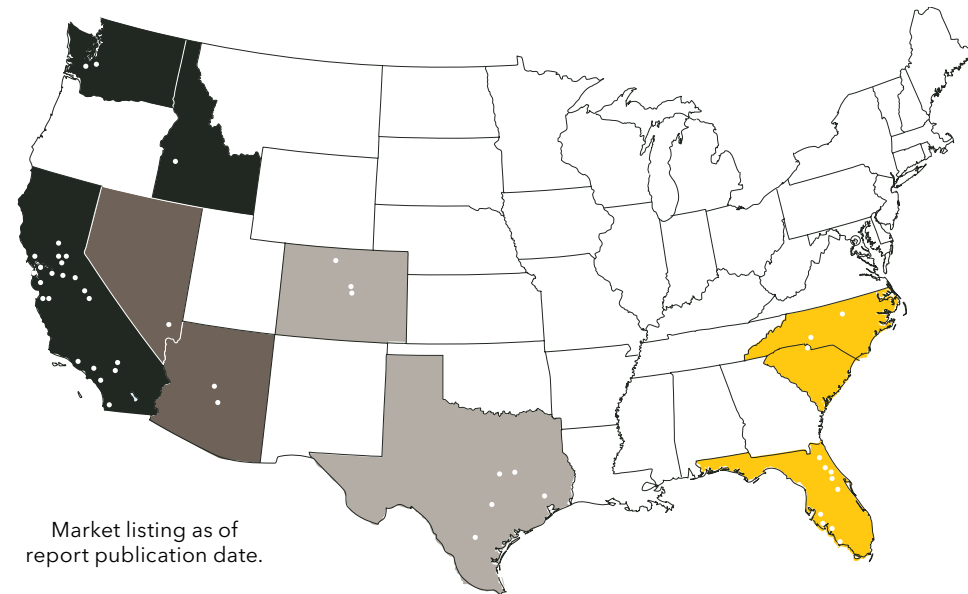 Market listing as of
report publication date.